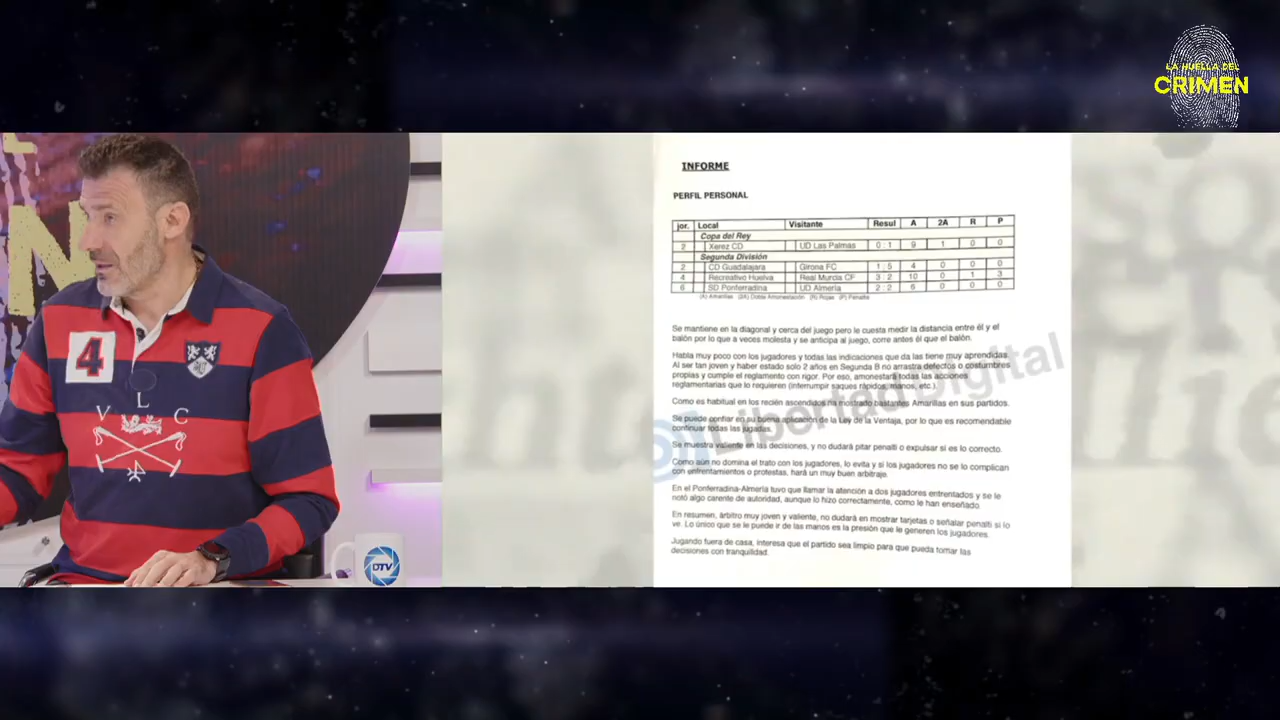 LA HUELLA DEL
CRIMEN
N
4
V L C
DTV
INFORME
PERFIL PERSONAL
jor. Local Visitante Resul A 2A R P
Copa del Rey
2 Xerez CD UD Las Palmas 0 : 1 9 1 0 0
Segunda División
2 CD Guadalajara Girona FC 1 : 5 4 0 0 0
4 Recreativo Huelva Real Murcia CF 3 : 2 10 0 1 3
6 SD Ponferradina UD Almería 2 : 2 6 0 0 0
(A) Amarillas (2A) Doble Amonestación (R) Rojas (P) Penaltis
Se mantiene en la diagonal y cerca del juego pero le cuesta medir la distancia entre él y el
balón por lo que a veces molesta y se anticipa al juego, corre antes él que el balón.
Habla muy poco con los jugadores y todas las indicaciones que da las tiene muy aprendidas.
Al ser tan joven y haber estado solo 2 años en Segunda B no arrastra defectos o costumbres
propias y cumple el reglamento con rigor. Por eso, amonestará todas las acciones
reglamentarias que lo requieren (interrumpir saques rápidos, manos, etc.).
Como es habitual en los recién ascendidos ha mostrado bastantes Amarillas en sus partidos.
Se puede confiar en su buena aplicación de la Ley de la Ventaja, por lo que es recomendable
continuar todas las jugadas.
Se muestra valiente en las decisiones, y no dudará pitar penalti o expulsar si es lo correcto.
Como aún no domina el trato con los jugadores, lo evita y si los jugadores no se lo complican
con enfrentamientos o protestas, hará un muy buen arbitraje.
En el Ponferradina-Almería tuvo que llamar la atención a dos jugadores entrentados y se le
notó algo carente de autoridad, aunque lo hizo correctamente, como le han enseñado.
En resumen, árbitro muy joven y valiente, no dudará en mostrar tarjetas o señalar penalti si lo
ve. Lo único que se le puede ir de las manos es la presión que le generen los jugadores.
Jugando fuera de casa, interesa que el partido sea limpio para que pueda tomar las
decisiones con tranquilidad.
Libertad Digital